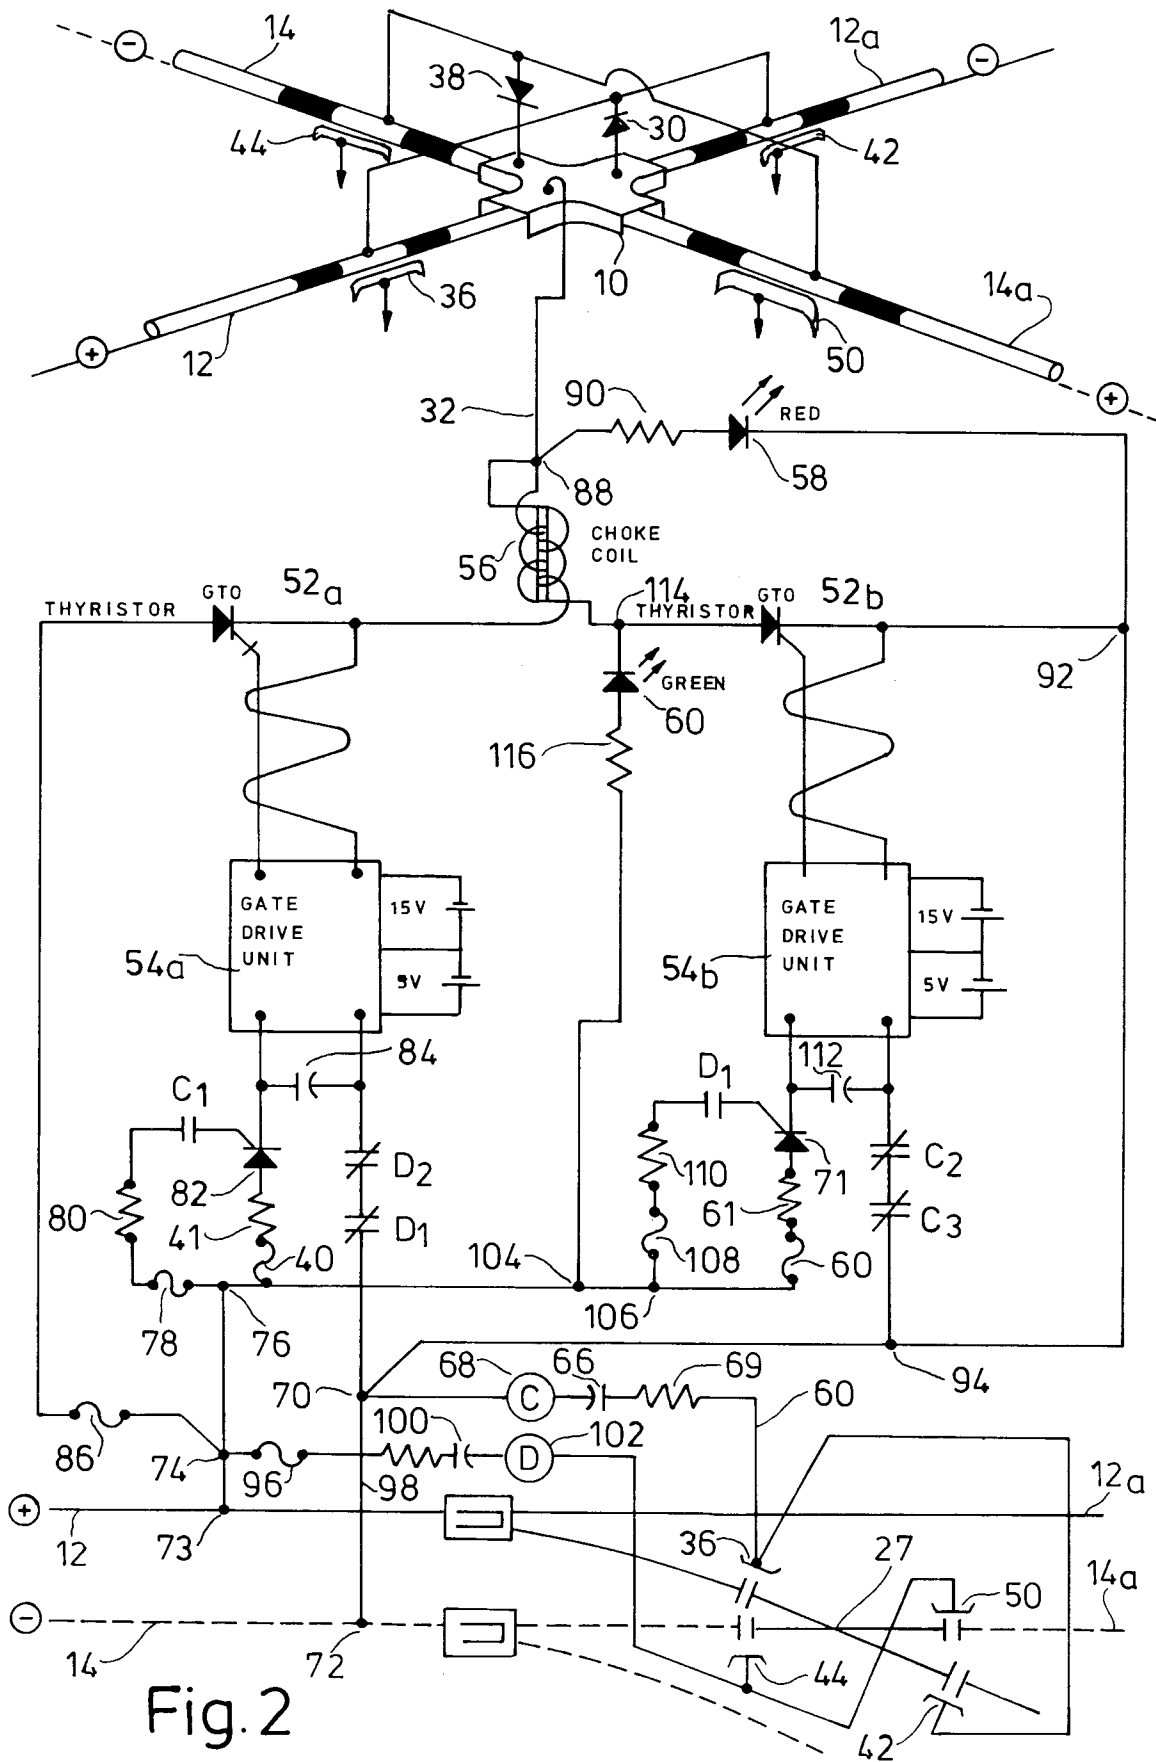 ⊖ 14 12a ⊖
38
30
44 42
10
36 14a
12 50
⊕ ⊕
90
32 RED
58
88
CHOKE
COIL
56
52a 114 52b
THYRISTOR GTO THYRISTOR GTO
92
GREEN
60
116
GATE
DRIVE
UNIT
15V
54a
GATE
DRIVE
UNIT
15V
54b 5V
84 112
C1 D1
D2 C2
82 71
80 41 110 61
D1 C3
40 104 108 60
78 76 106
68 66 69
70 C 60 94
100 102
86 74 96 D
98
⊕ 12a
12 73 36 27
50 14a
⊖
14 72 44
42
Fig. 2